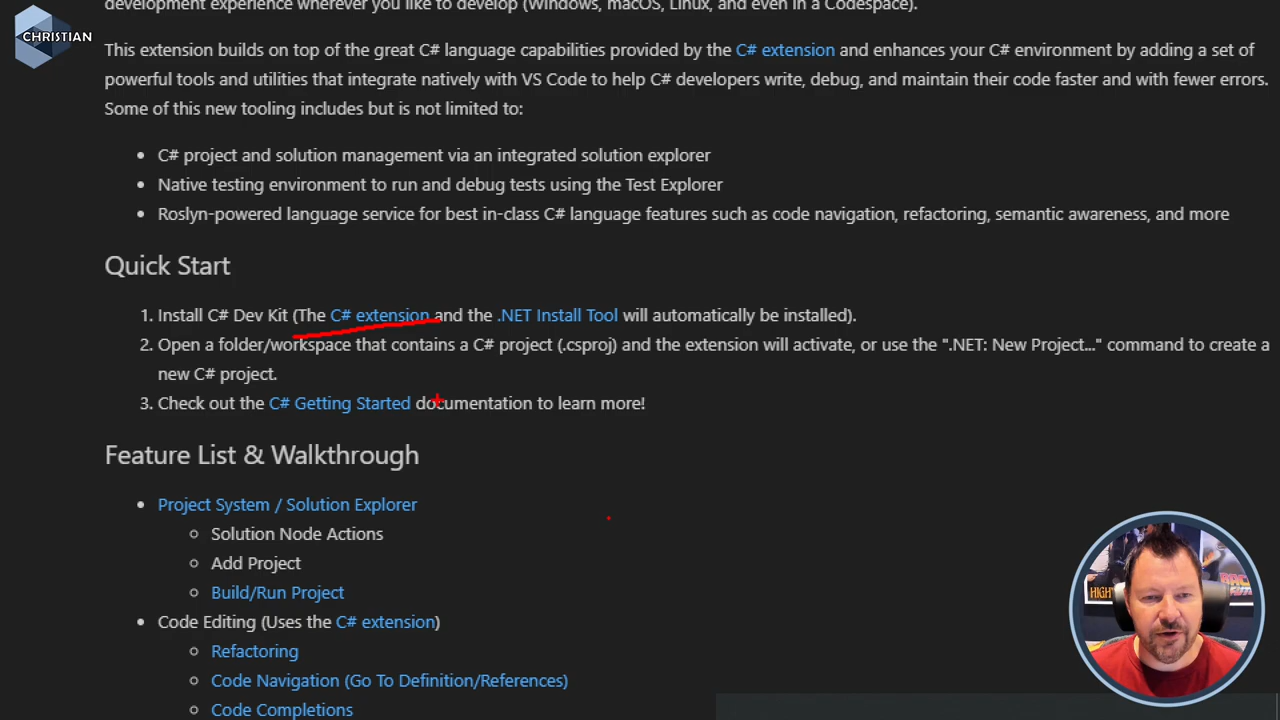 development experience wherever you like to develop (Windows, macOS, Linux, and even in a Codespace).
CHRISTIAN
This extension builds on top of the great C# language capabilities provided by the C# extension and enhances your C# environment by adding a set of
powerful tools and utilities that integrate natively with VS Code to help C# developers write, debug, and maintain their code faster and with fewer errors.
Some of this new tooling includes but is not limited to:
• C# project and solution management via an integrated solution explorer
• Native testing environment to run and debug tests using the Test Explorer
• Roslyn-powered language service for best in-class C# language features such as code navigation, refactoring, semantic awareness, and more
Quick Start
1. Install C# Dev Kit (The C# extension and the .NET Install Tool will automatically be installed).
2. Open a folder/workspace that contains a C# project (.csproj) and the extension will activate, or use the ".NET: New Project..." command to create a
new C# project.
3. Check out the C# Getting Started documentation to learn more!
Feature List & Walkthrough
• Project System / Solution Explorer
◦ Solution Node Actions
◦ Add Project
◦ Build/Run Project
• Code Editing (Uses the C# extension)
◦ Refactoring
◦ Code Navigation (Go To Definition/References)
◦ Code Completions